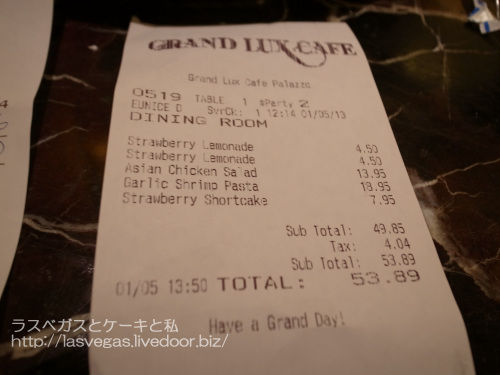 GRAND LUX CAFE
Grand Lux Cafe Palazzo
0519 TABLE 1 #Party 2
EUNICE D SvrCk: 1 12:14 01/05/13
DINING ROOM
Strawberry Lemonade 4.50
Strawberry Lemonade 4.50
Asian Chicken Salad 13.95
Garlic Shrimp Pasta 18.95
Strawberry Shortcake 7.95
Sub Total: 49.85
Tax: 4.04
Sub Total: 53.89
01/05 13:50 TOTAL: 53.89
Have a Grand Day!
4
ラスベガスとケーキと私
http://lasvegas.livedoor.biz/